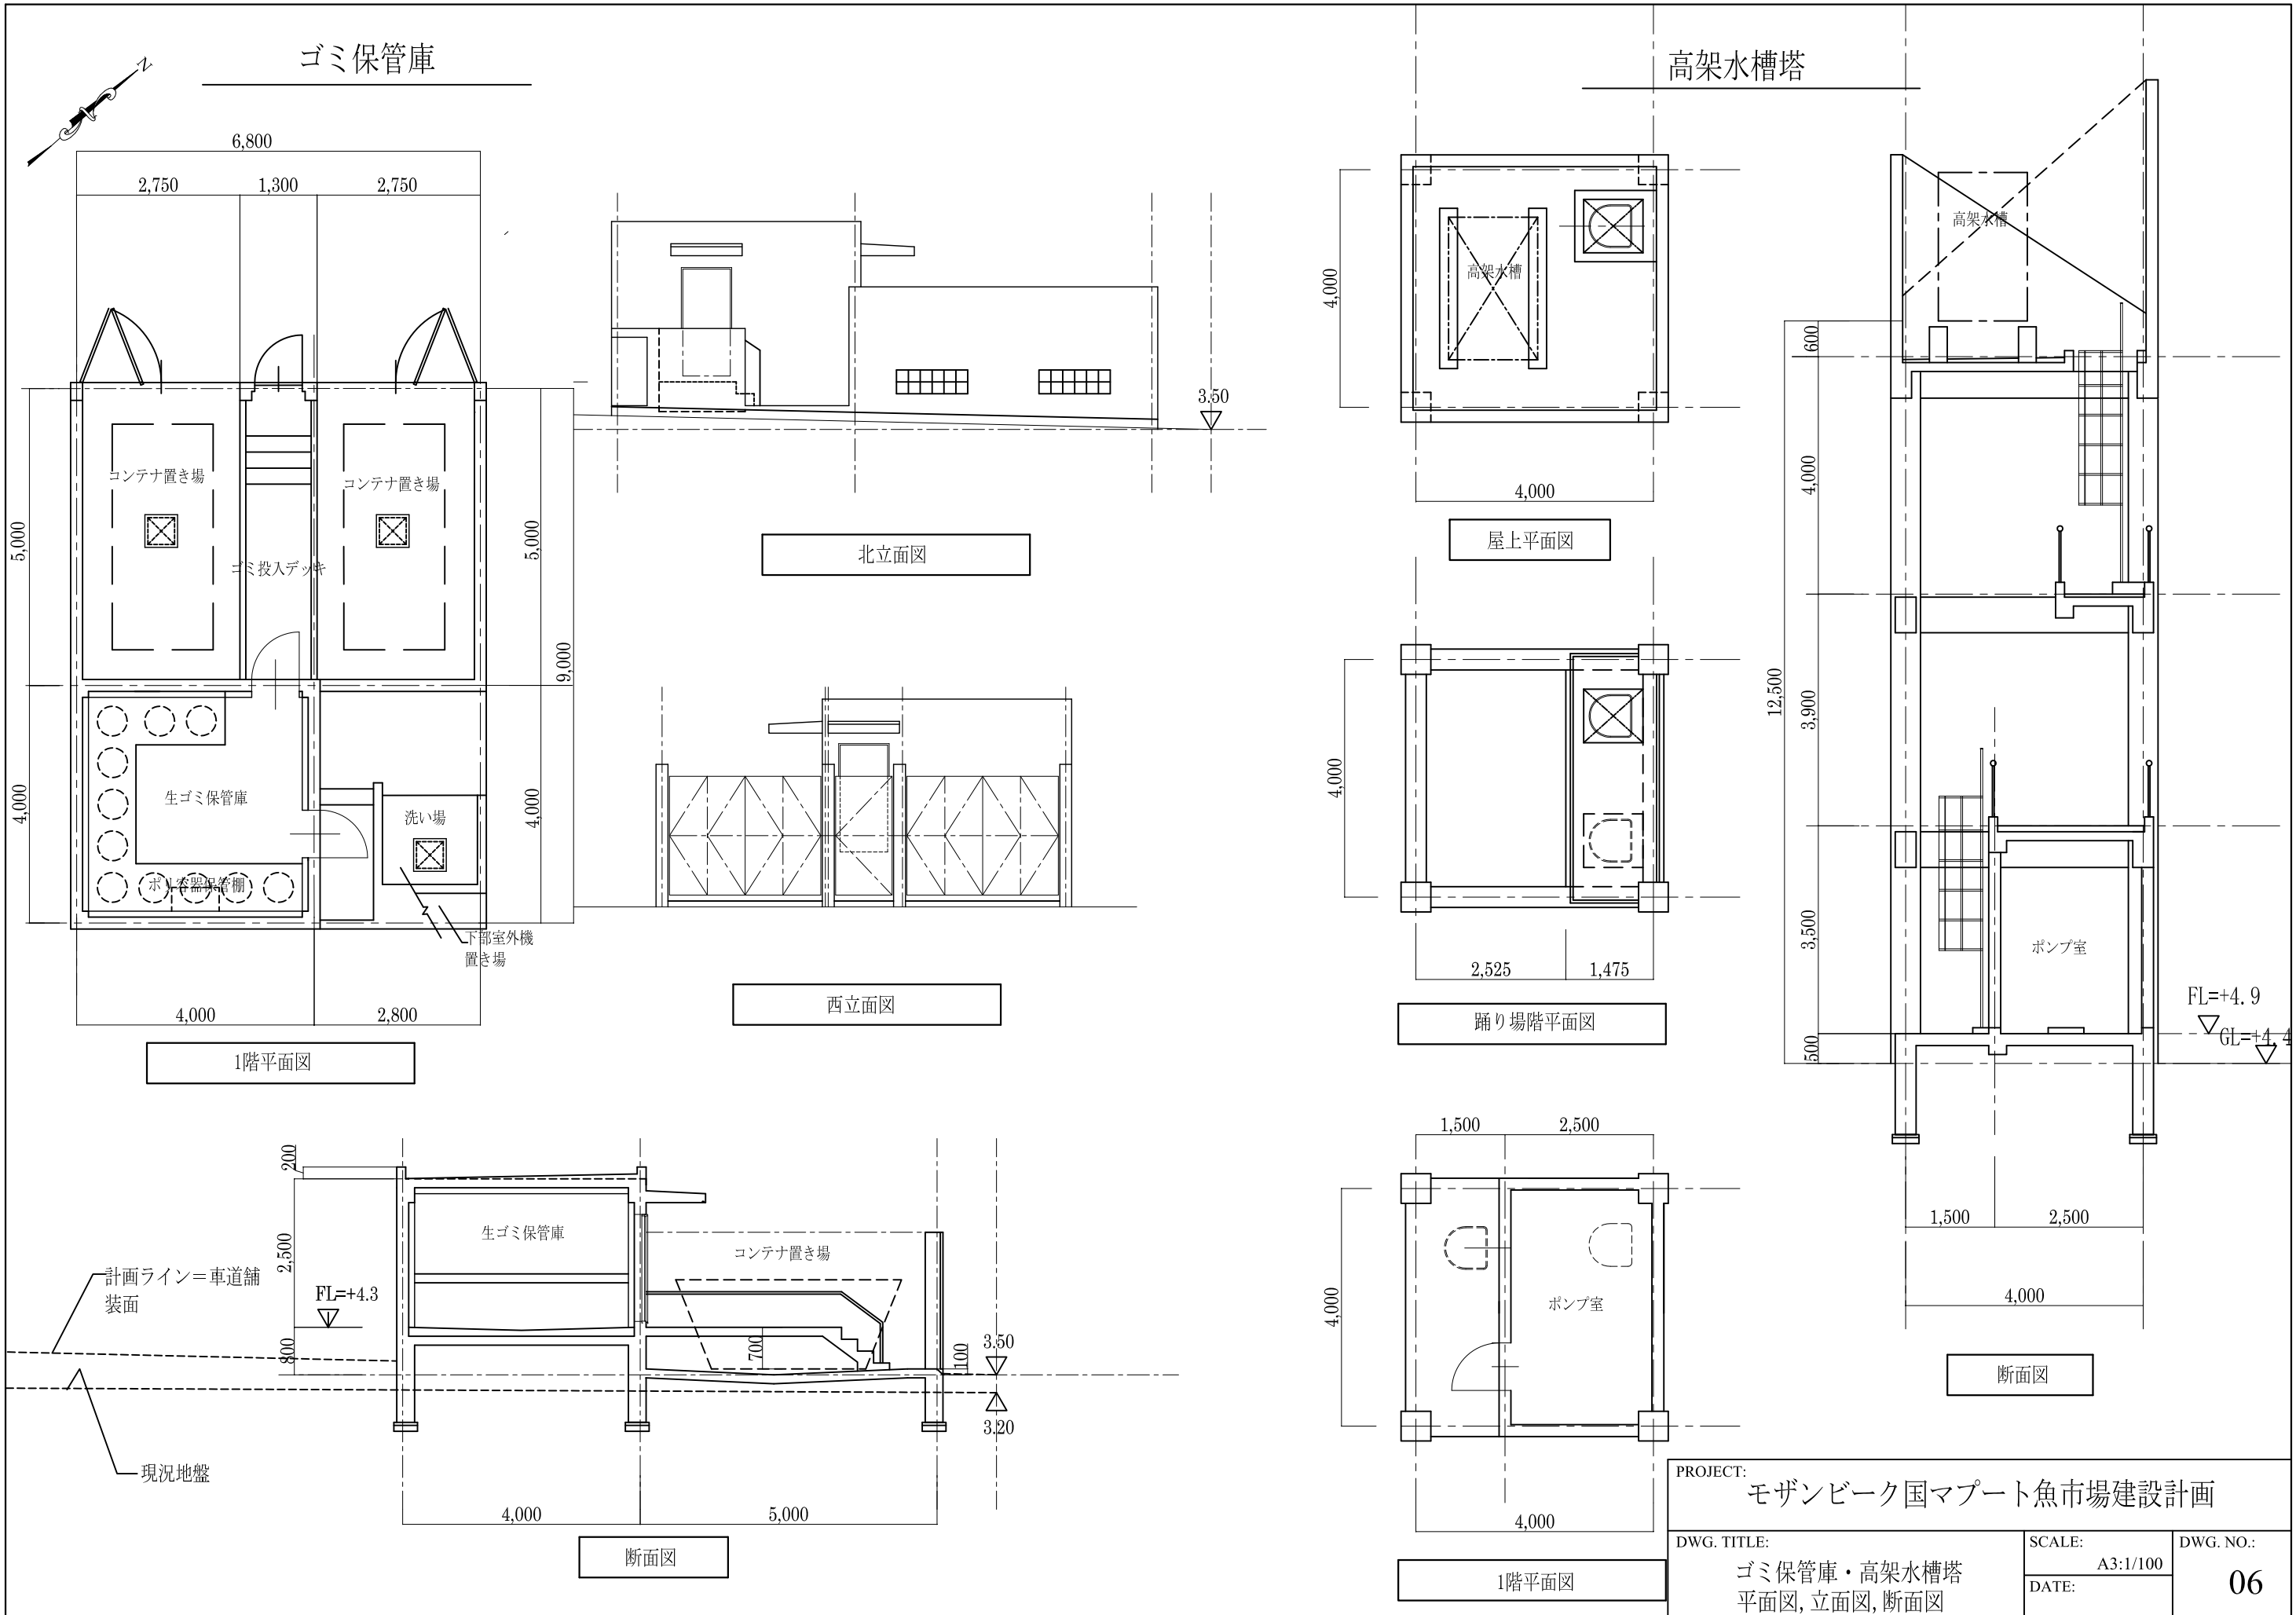 ゴミ保管庫
N
6,800
2,750
1,300
2,750
5,000
4,000
コンテナ置き場
コンテナ置き場
ゴミ投入デッキ
5,000
9,000
4,000
生ゴミ保管庫
洗い場
ポリ容器保管棚
下部室外機
置き場
4,000
2,800
1階平面図
3.50
北立面図
西立面図
200
2,500
800
生ゴミ保管庫
コンテナ置き場
計画ライン＝車道舗
装面
FL=+4.3
700
100
3.50
3.20
現況地盤
4,000
5,000
断面図
高架水槽塔
4,000
高架水槽
4,000
屋上平面図
4,000
2,525
1,475
踊り場階平面図
1,500
2,500
4,000
ポンプ室
4,000
1階平面図
高架水槽
600
4,000
12,500
3,900
3,500
500
ポンプ室
FL=+4.9
GL=+4.4
1,500
2,500
4,000
断面図
PROJECT:
モザンビーク国マプート魚市場建設計画
DWG. TITLE:
ゴミ保管庫・高架水槽塔
平面図,立面図,断面図
SCALE:
A3:1/100
DATE:
DWG. NO.:
06